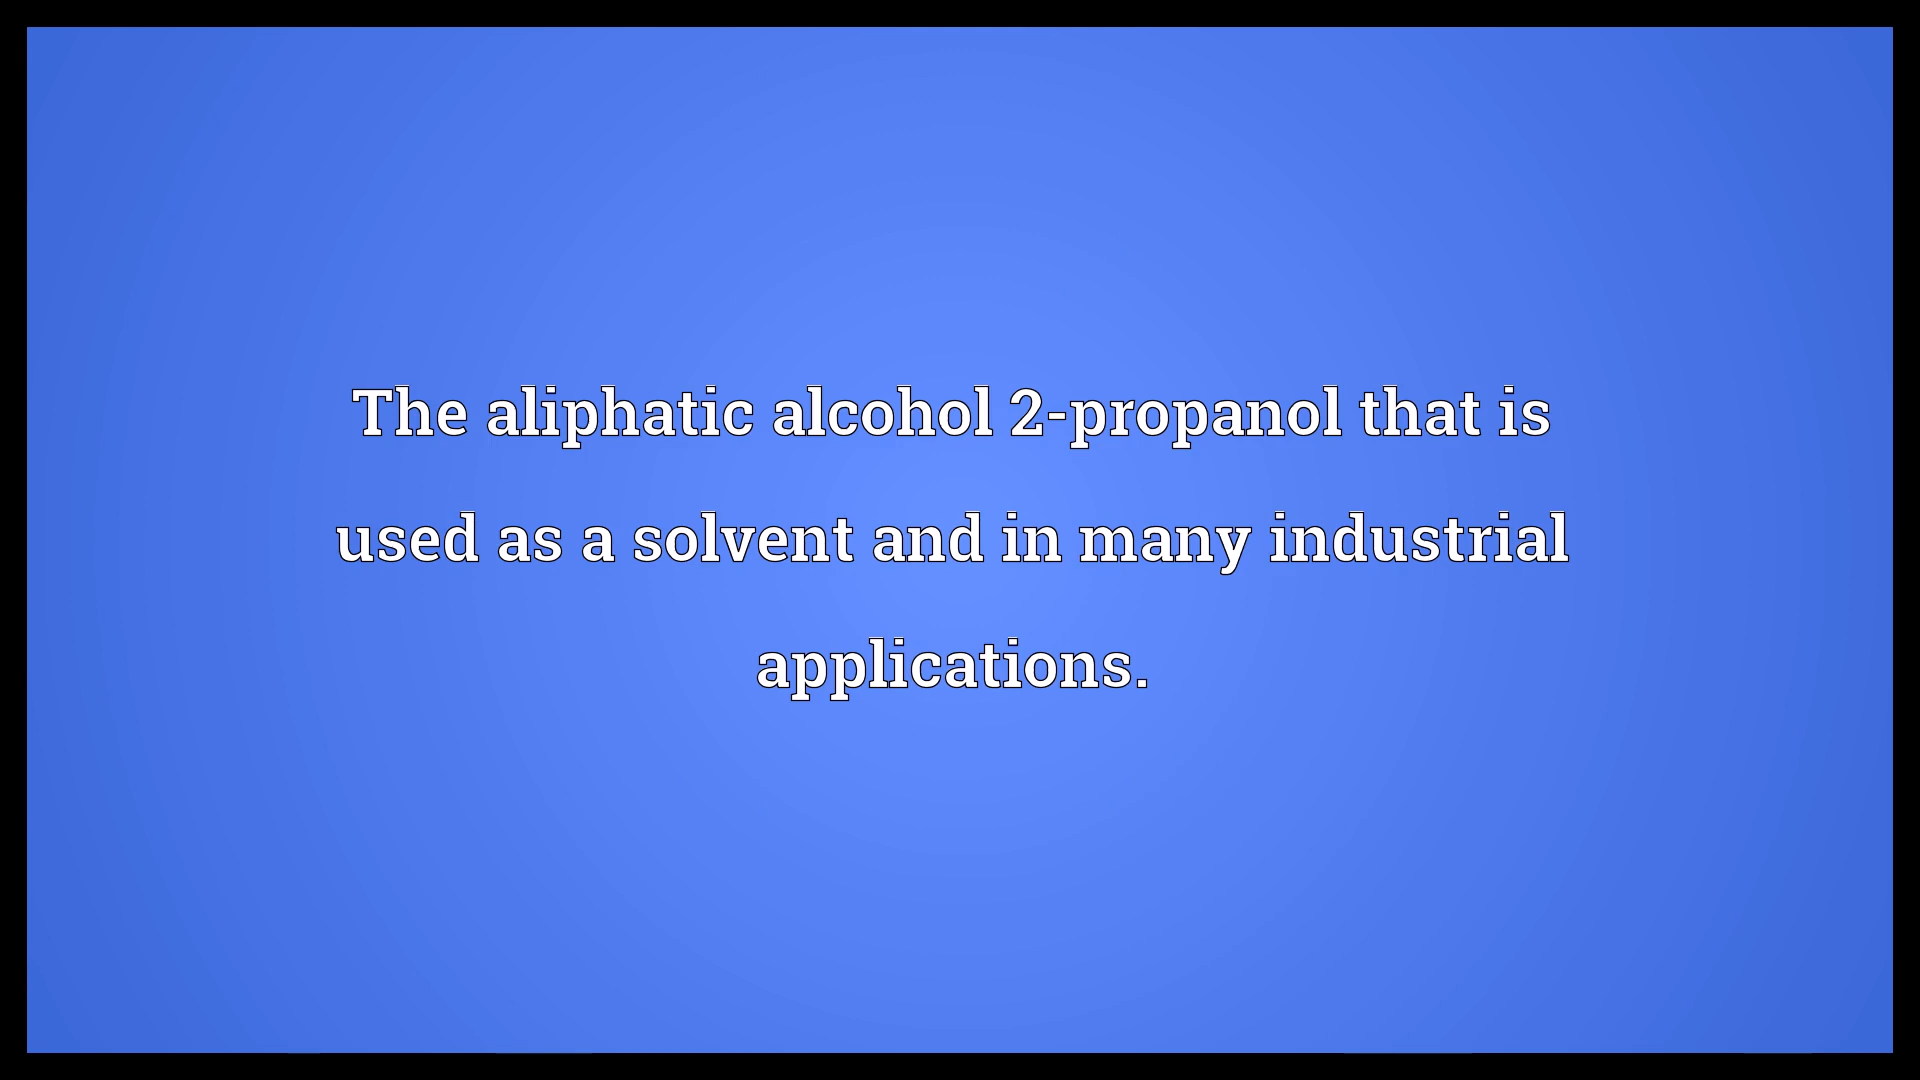 The aliphatic alcohol 2-propanol that is
used as a solvent and in many industrial
applications.